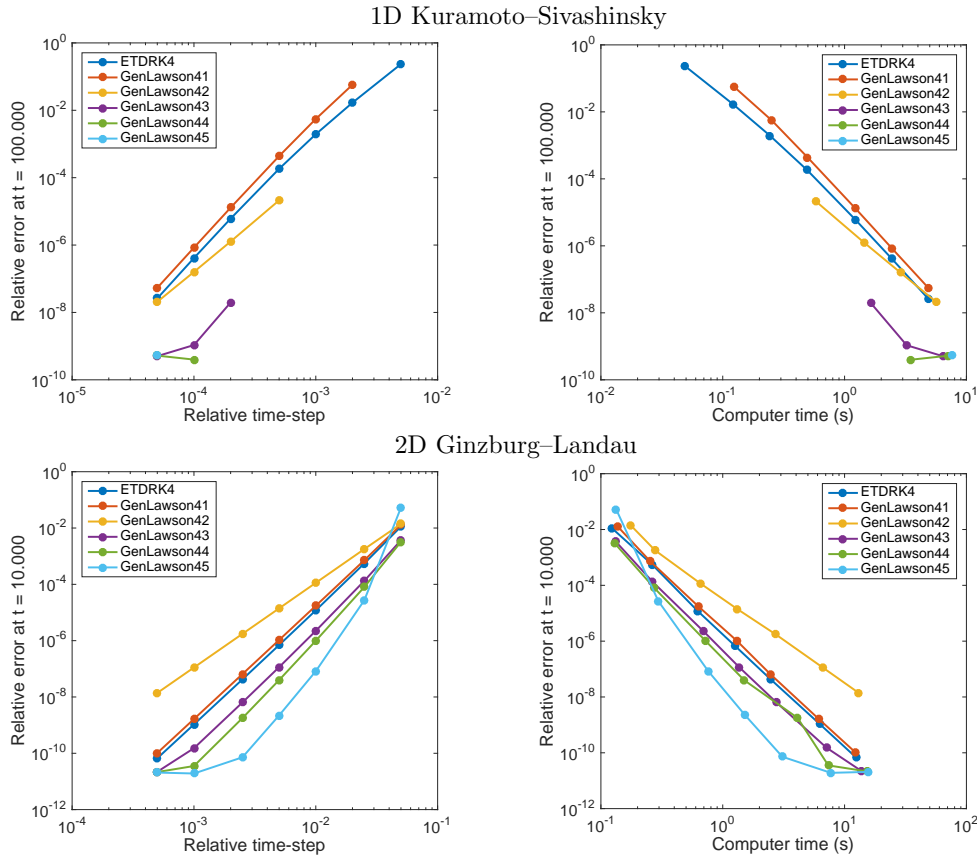 1D Kuramoto–Sivashinsky
Relative error at t = 100.000
10^0
10^-2
10^-4
10^-6
10^-8
10^-10
ETDRK4
GenLawson41
GenLawson42
GenLawson43
GenLawson44
GenLawson45
10^-5
10^-4
10^-3
10^-2
Relative time-step
Relative error at t = 100.000
10^0
10^-2
10^-4
10^-6
10^-8
10^-10
ETDRK4
GenLawson41
GenLawson42
GenLawson43
GenLawson44
GenLawson45
10^-2
10^-1
10^0
10^1
Computer time (s)
2D Ginzburg–Landau
Relative error at t = 10.000
10^0
10^-2
10^-4
10^-6
10^-8
10^-10
10^-12
ETDRK4
GenLawson41
GenLawson42
GenLawson43
GenLawson44
GenLawson45
10^-4
10^-3
10^-2
10^-1
Relative time-step
Relative error at t = 10.000
10^0
10^-2
10^-4
10^-6
10^-8
10^-10
10^-12
ETDRK4
GenLawson41
GenLawson42
GenLawson43
GenLawson44
GenLawson45
10^-1
10^0
10^1
10^2
Computer time (s)